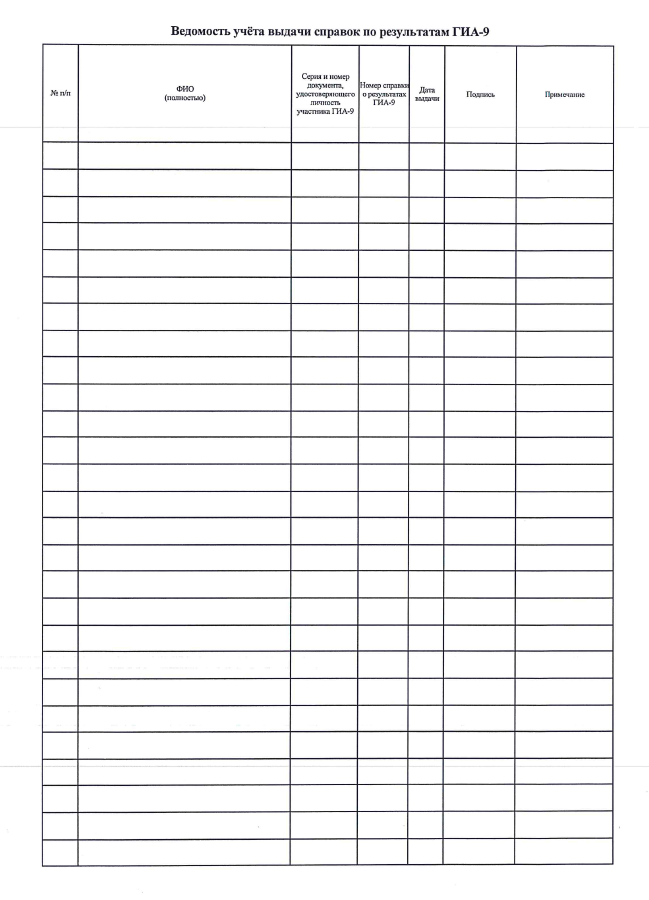 Ведомость учёта выдачи справок по результатам ГИА-9
№ п/п
ФИО
(полностью)
Серия и номер
документа,
удостоверяющего
личность
участника ГИА-9
Номер справки
о результатах
ГИА-9
Дата
выдачи
Подпись
Примечание